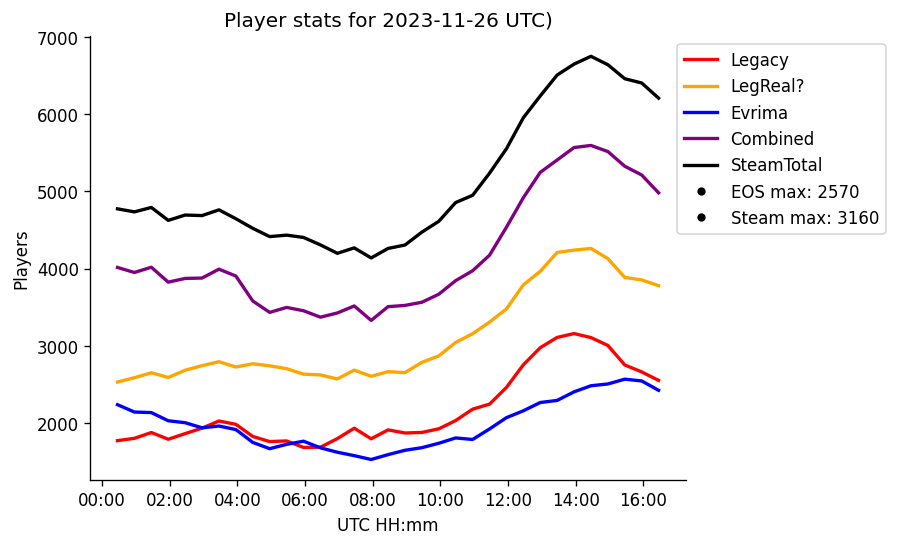 Player stats for 2023-11-26 UTC)
7000
6000
5000
4000
3000
2000
Players
00:00 02:00 04:00 06:00 08:00 10:00 12:00 14:00 16:00
UTC HH:mm
Legacy
LegReal?
Evrima
Combined
SteamTotal
EOS max: 2570
Steam max: 3160